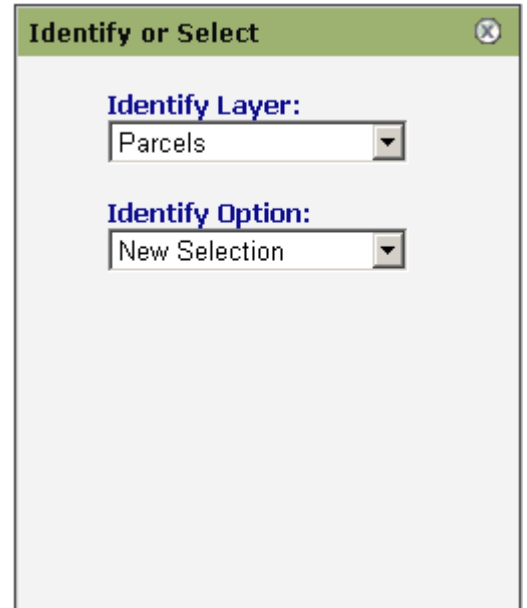 Identify or Select
Identify Layer:
Parcels
Identify Option:
New Selection